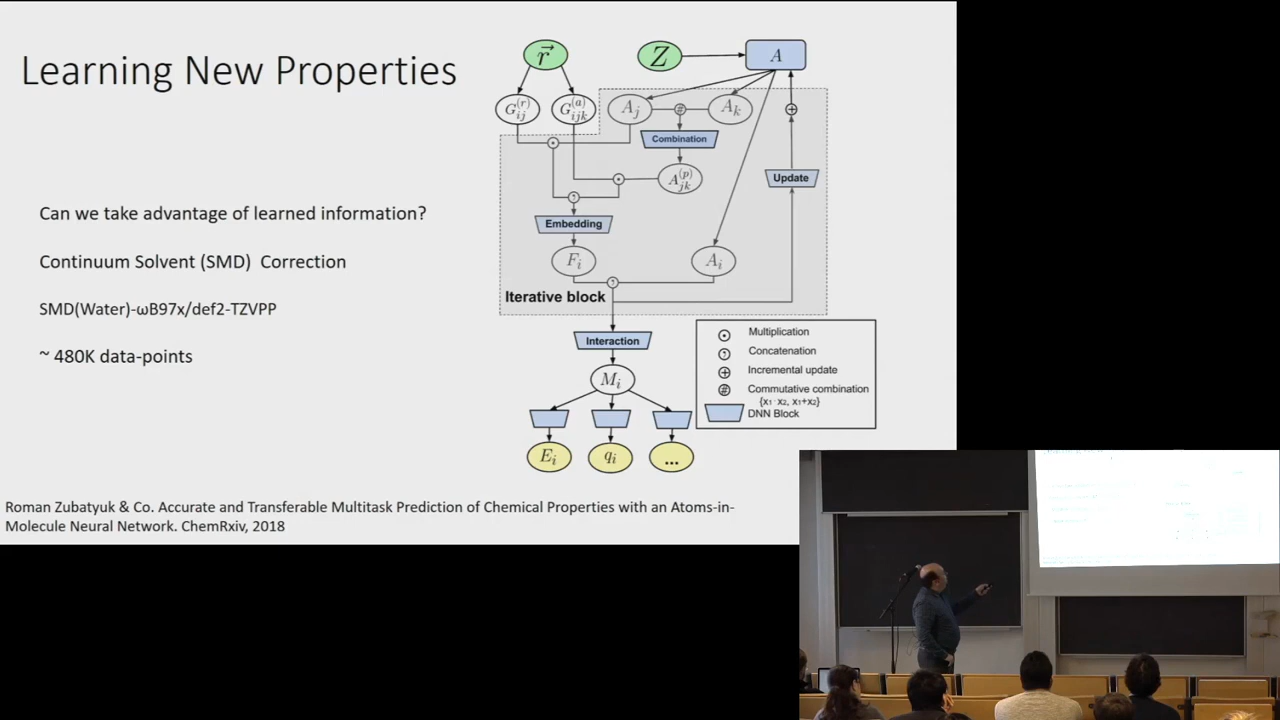 Learning New Properties
Can we take advantage of learned information?
Continuum Solvent (SMD) Correction
SMD(Water)-ωB97x/def2-TZVPP
~ 480K data-points
r⃗
Z
A
G_ij^(r)
G_ijk^(a)
A_j
#
A_k
Combination
A_jk^(p)
Update
Embedding
F_i
A_i
Iterative block
Interaction
M_i
E_i
q_i
...
Multiplication
Concatenation
Incremental update
# Commutative combination
{x₁·x₂, x₁+x₂}
DNN Block
Roman Zubatyuk & Co. Accurate and Transferable Multitask Prediction of Chemical Properties with an Atoms-in-
Molecule Neural Network. ChemRxiv, 2018